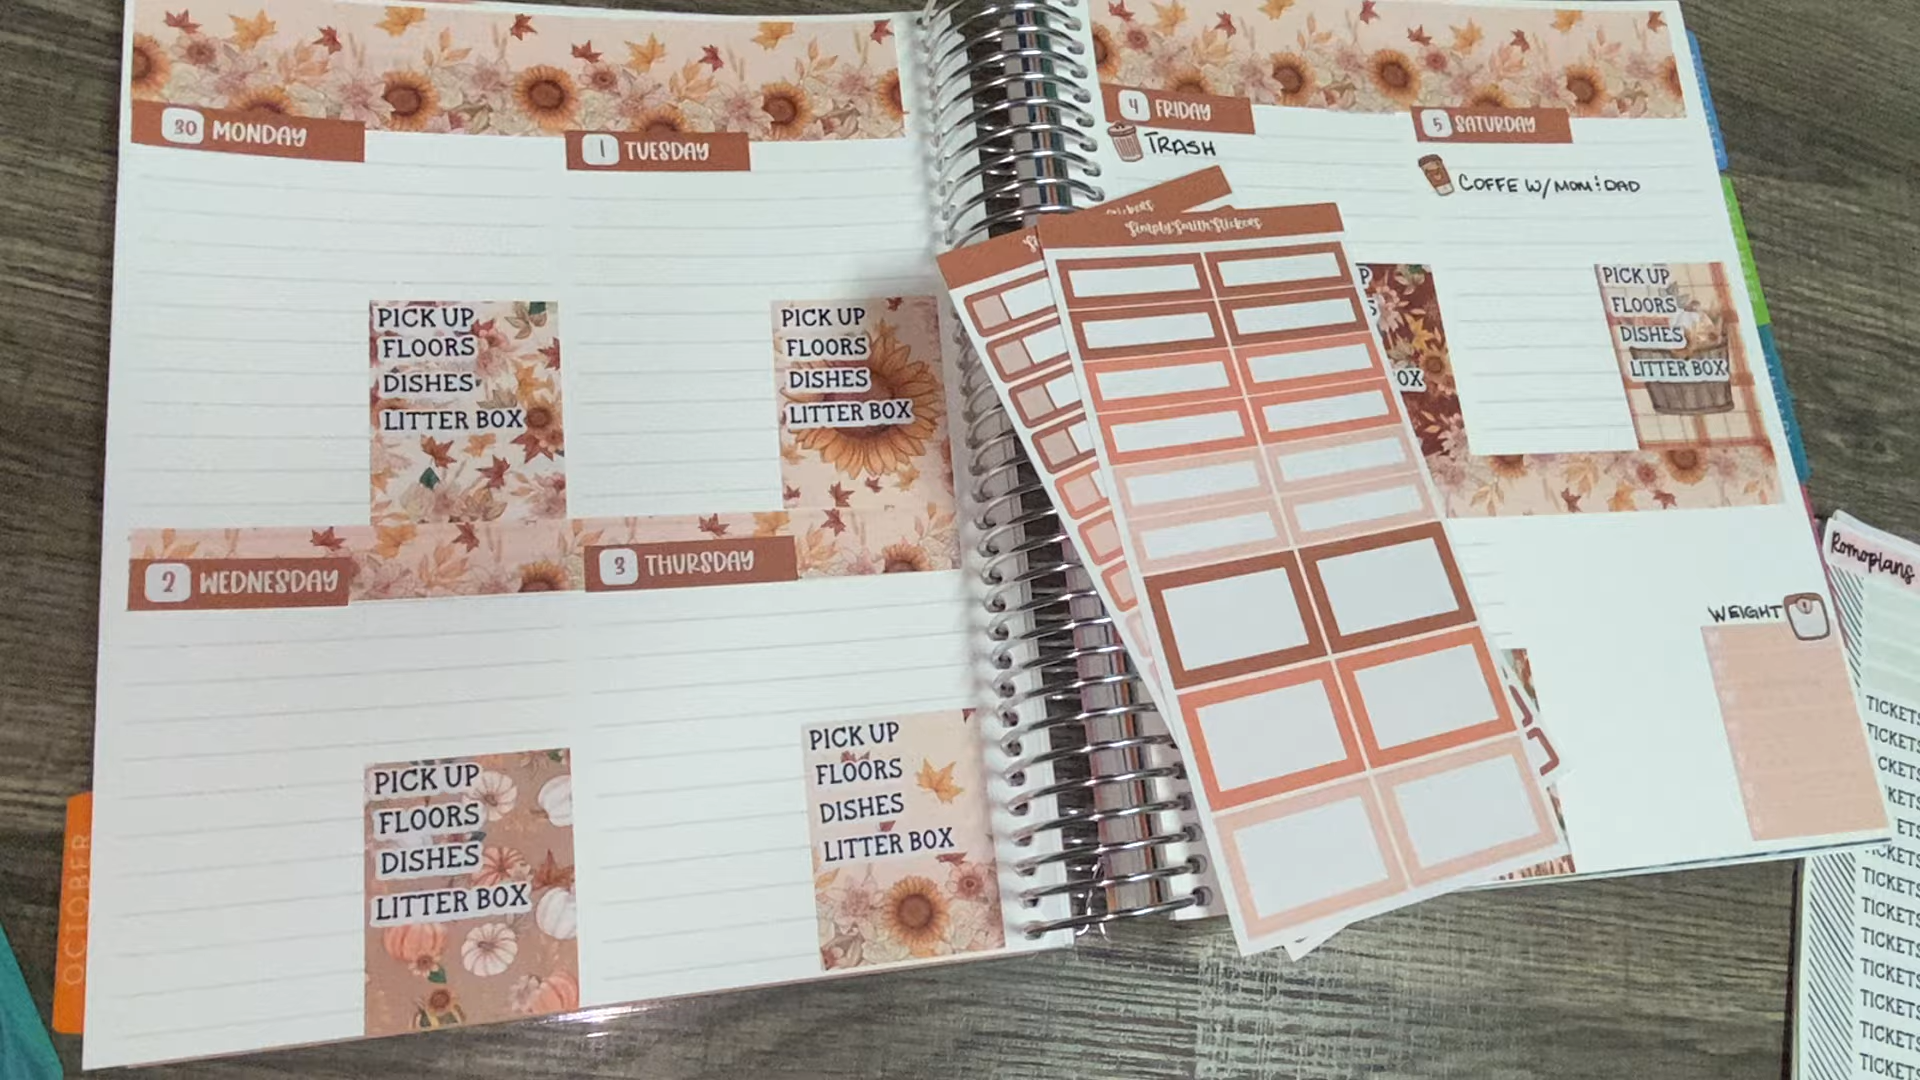 30 MONDAY
1 TUESDAY
PICK UP
FLOORS
DISHES
LITTER BOX
PICK UP
FLOORS
DISHES
LITTER BOX
2 WEDNESDAY
3 THURSDAY
PICK UP
FLOORS
DISHES
LITTER BOX
PICK UP
FLOORS
DISHES
LITTER BOX
OCTOBER
4 FRIDAY
5 SATURDAY
TRASH
COFFE W/ MOM & DAD
SimplySmithStickers
PICK UP
FLOORS
DISHES
LITTER BOX
P
S
OX
WEIGHT
Romoplans
TICKETS
TICKETS
TICKETS
TICKETS
TICKETS
TICKETS
TICKETS
TICKETS
TICKETS